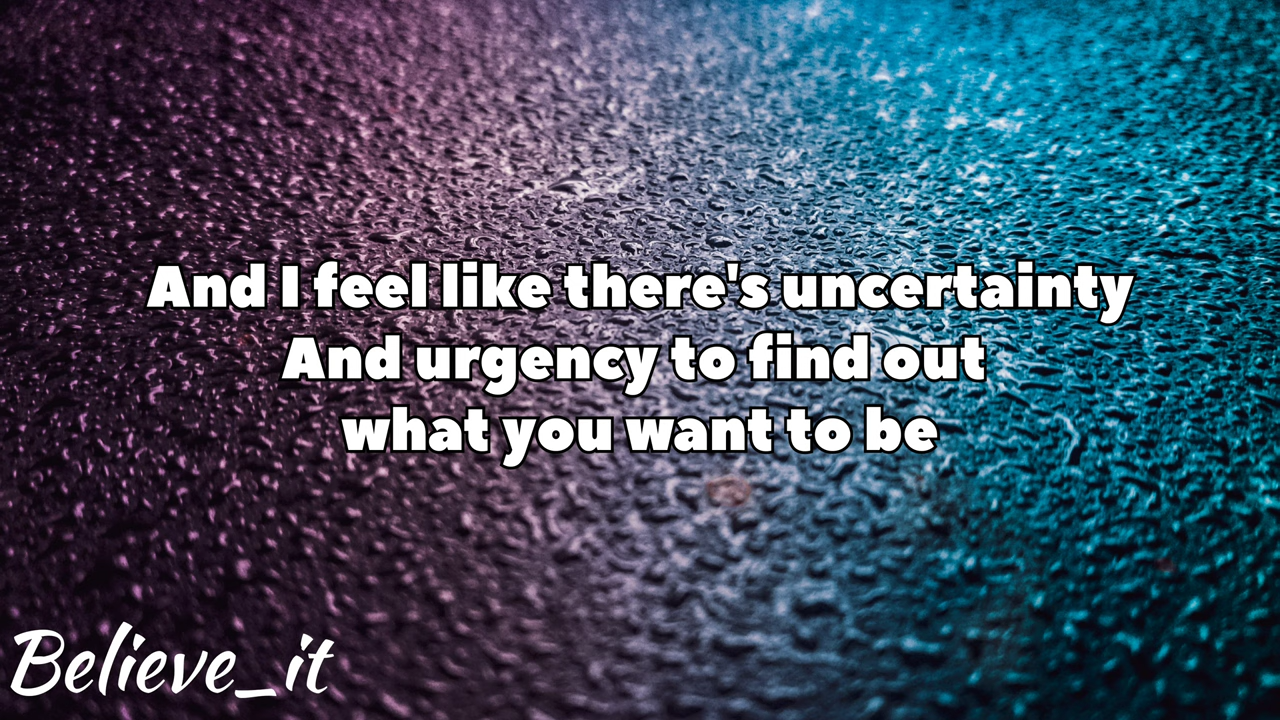 And I feel like there's uncertainty
And urgency to find out
what you want to be
Believe_it